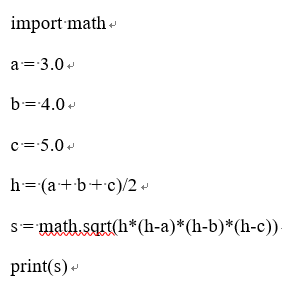 import math
a = 3.0
b = 4.0
c = 5.0
h = (a + b + c)/2
s = math.sqrt(h*(h-a)*(h-b)*(h-c))
print(s)